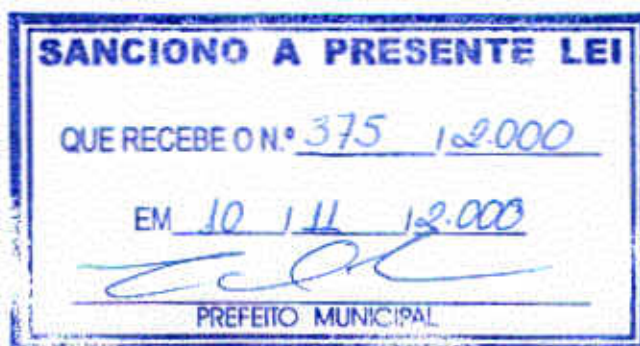 SANCIONO A PRESENTE LEI
QUE RECEBE O N.º 375 / 2.000
EM 10 / 11 / 2.000
PREFEITO MUNICIPAL